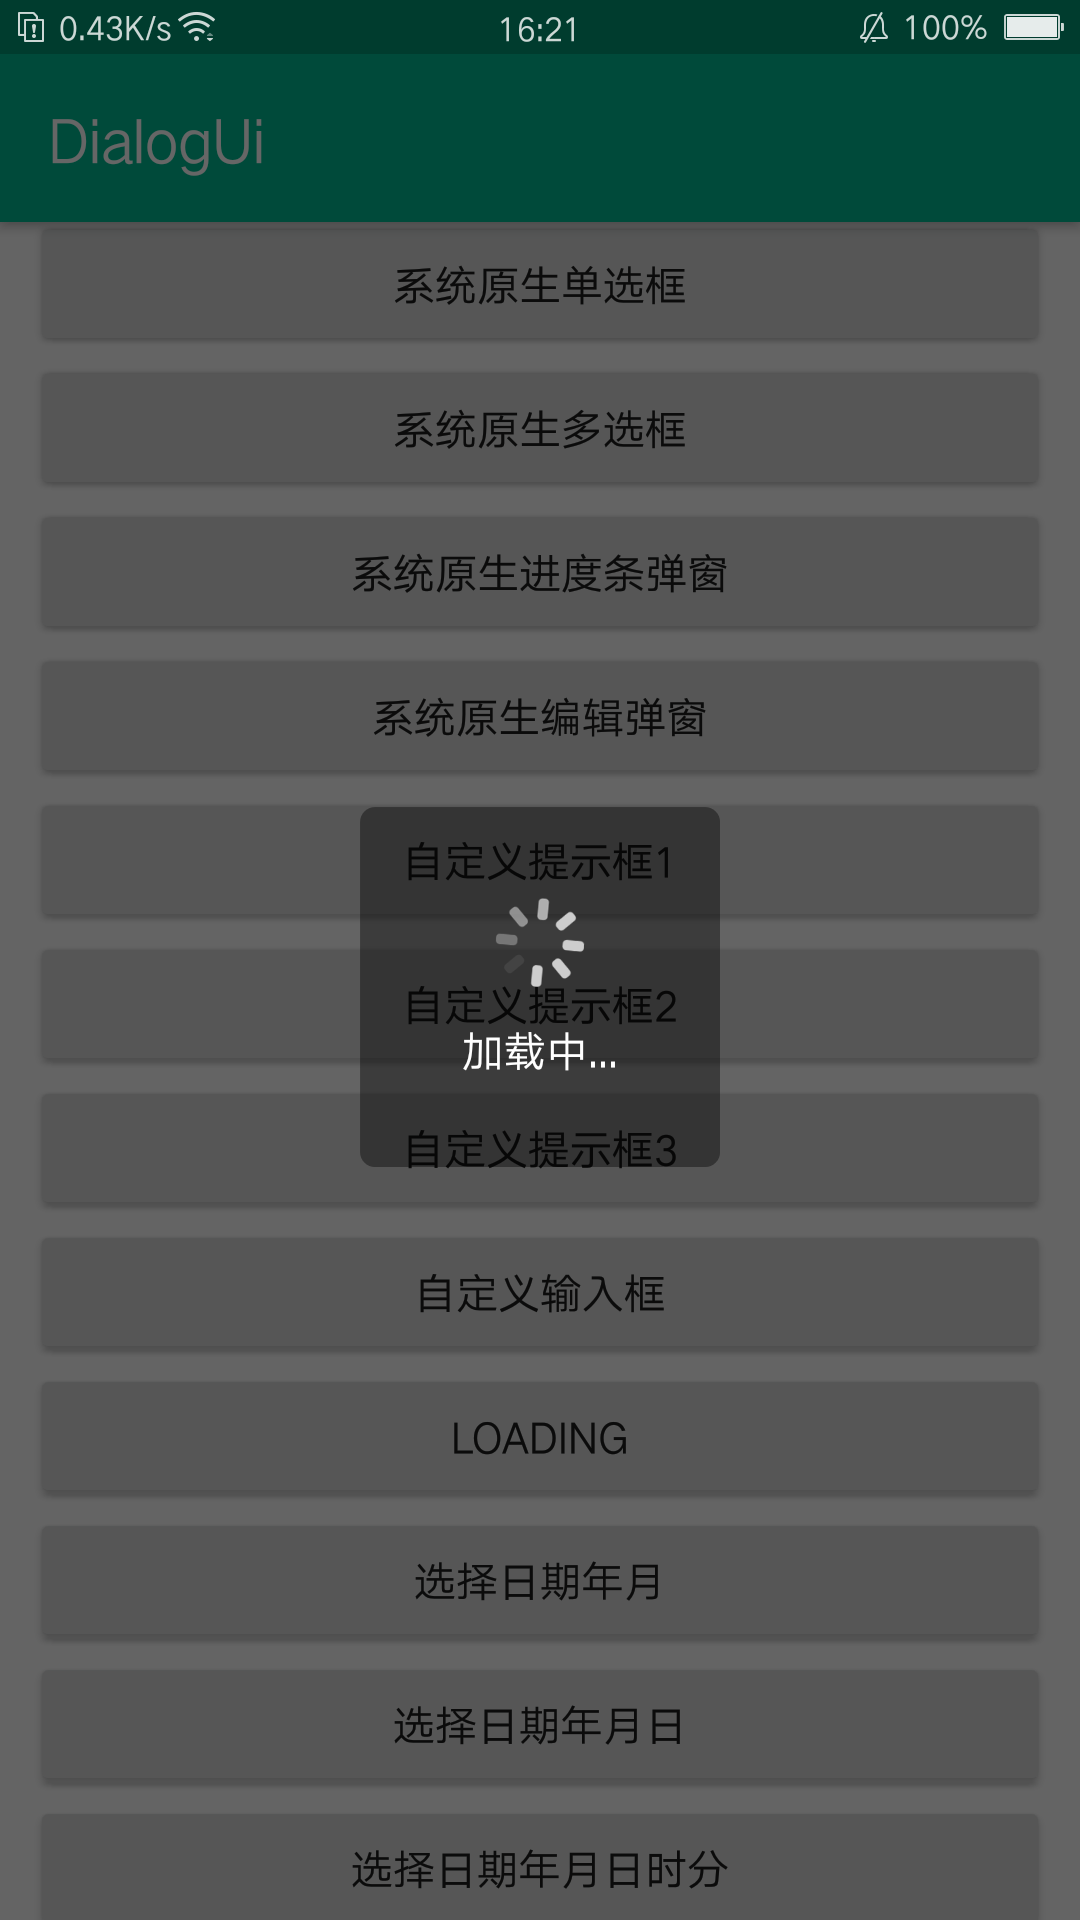 0.43K/s 16:21 100%
DialogUi
系统原生单选框
系统原生多选框
系统原生进度条弹窗
系统原生编辑弹窗
自定义提示框1
自定义提示框2
加载中...
自定义提示框3
自定义输入框
LOADING
选择日期年月
选择日期年月日
选择日期年月日时分